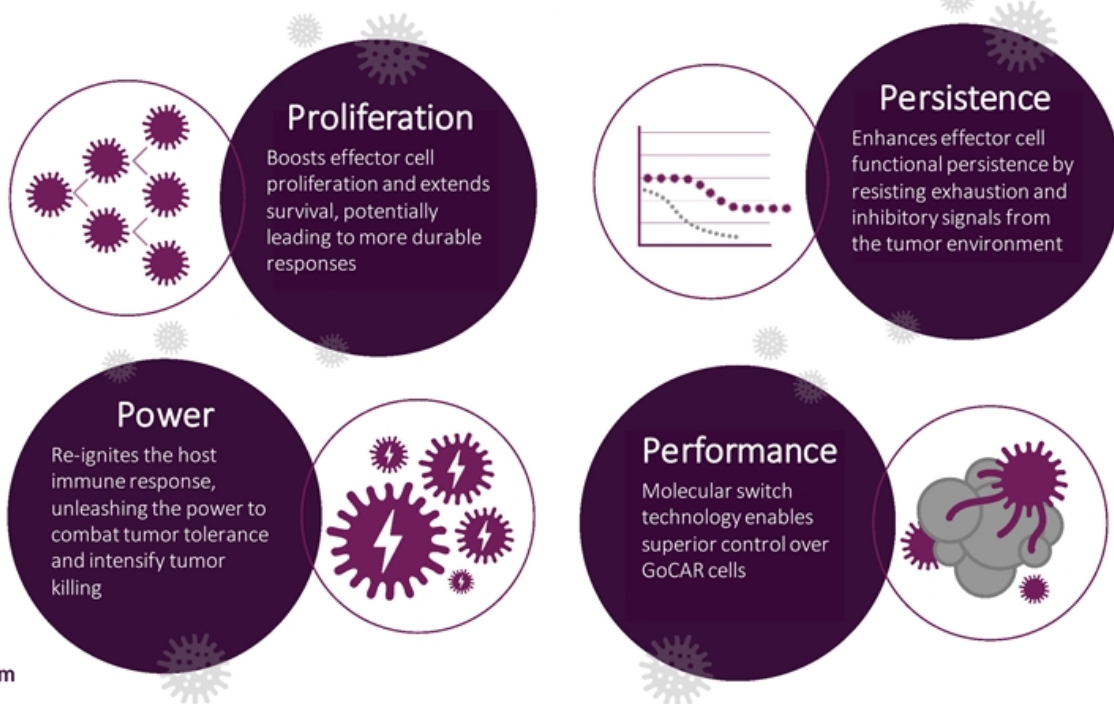 Proliferation
Boosts effector cell
proliferation and extends
survival, potentially
leading to more durable
responses
Persistence
Enhances effector cell
functional persistence by
resisting exhaustion and
inhibitory signals from
the tumor environment
Power
Re-ignites the host
immune response,
unleashing the power to
combat tumor tolerance
and intensify tumor
killing
Performance
Molecular switch
technology enables
superior control over
GoCAR cells